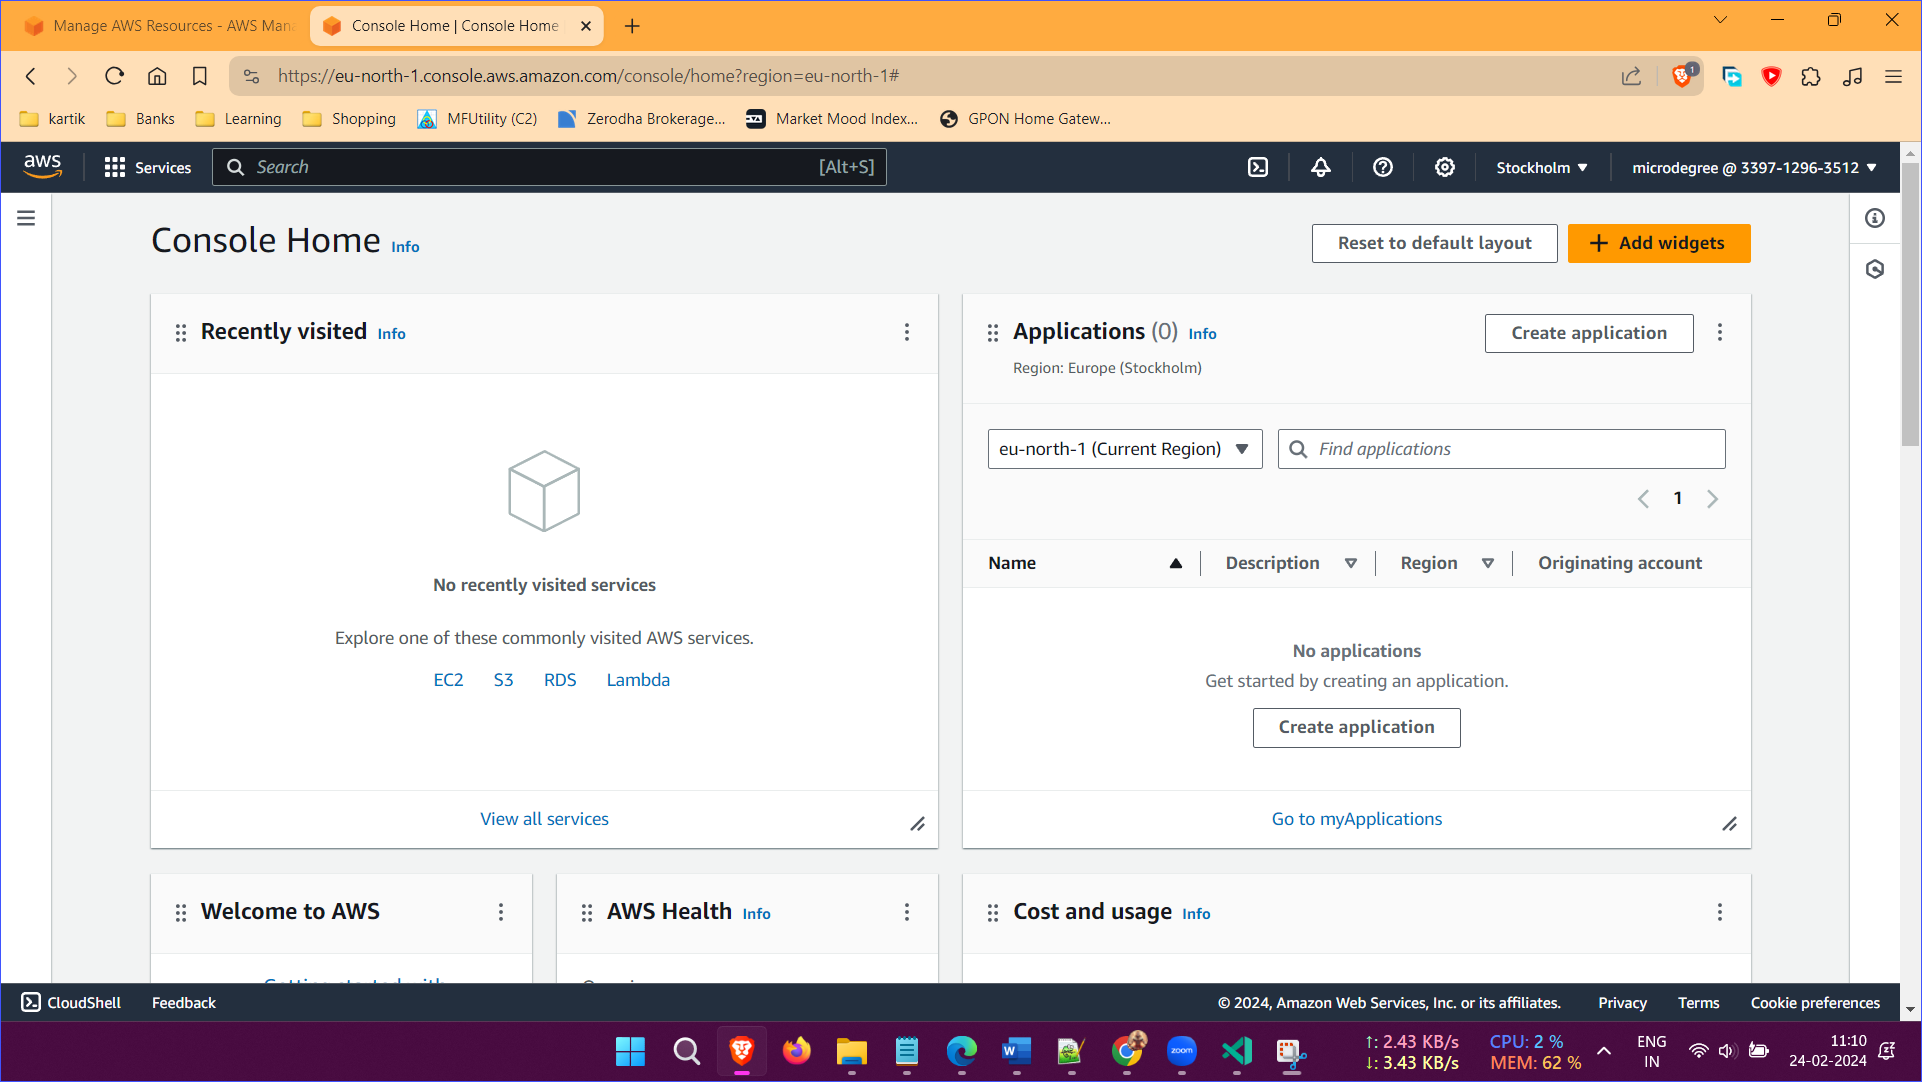 Manage AWS Resources - AWS Man
Console Home | Console Home
https://eu-north-1.console.aws.amazon.com/console/home?region=eu-north-1#
1
kartik
Banks
Learning
Shopping
MFUtility (C2)
Zerodha Brokerage...
Market Mood Index...
GPON Home Gatew...
aws
Services
Search
[Alt+S]
Stockholm
microdegree @ 3397-1296-3512
Console Home Info
Reset to default layout
Add widgets
Recently visited Info
No recently visited services
Explore one of these commonly visited AWS services.
EC2 S3 RDS Lambda
View all services
Applications (0) Info
Region: Europe (Stockholm)
Create application
eu-north-1 (Current Region)
Find applications
1
Name Description Region Originating account
No applications
Get started by creating an application.
Create application
Go to myApplications
Welcome to AWS
Getting started with
AWS Health Info
Cost and usage Info
CloudShell
Feedback
© 2024, Amazon Web Services, Inc. or its affiliates.
Privacy
Terms
Cookie preferences
W
zoom
↑: 2.43 KB/s
↓: 3.43 KB/s
CPU: 2 %
MEM: 62 %
ENG
IN
11:10
24-02-2024